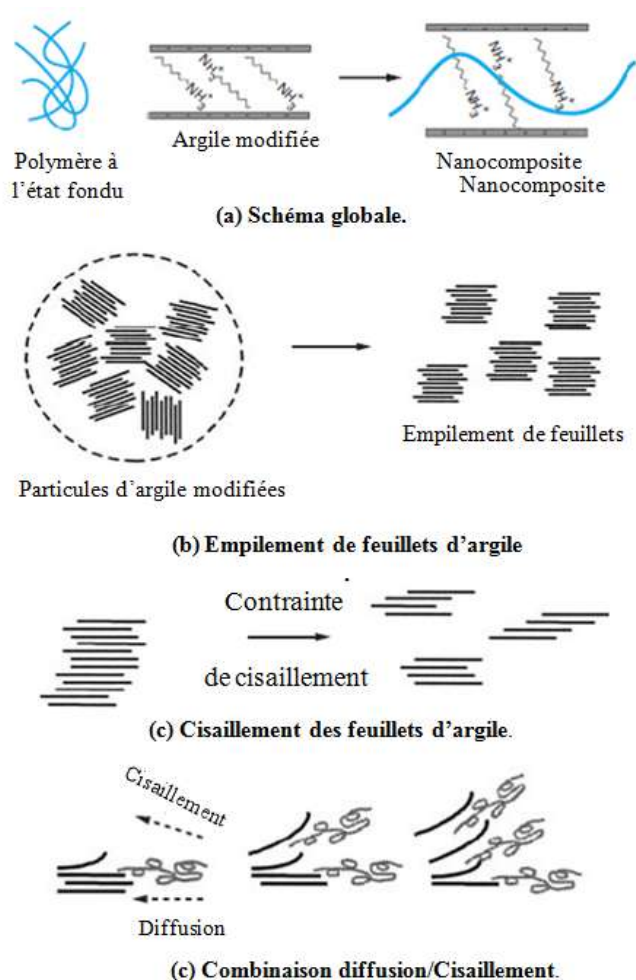 NH3+
NH3+
NH3+
NH3+
NH3+
NH3+
Argile modifiée
Polymère à
l'état fondu
Nanocomposite
Nanocomposite
(a) Schéma globale.
Empilement de feuillets
Particules d'argile modifiées
(b) Empilement de feuillets d'argile
Contrainte
de cisaillement
(c) Cisaillement des feuillets d'argile.
Cisaillement
Diffusion
(c) Combinaison diffusion/Cisaillement.